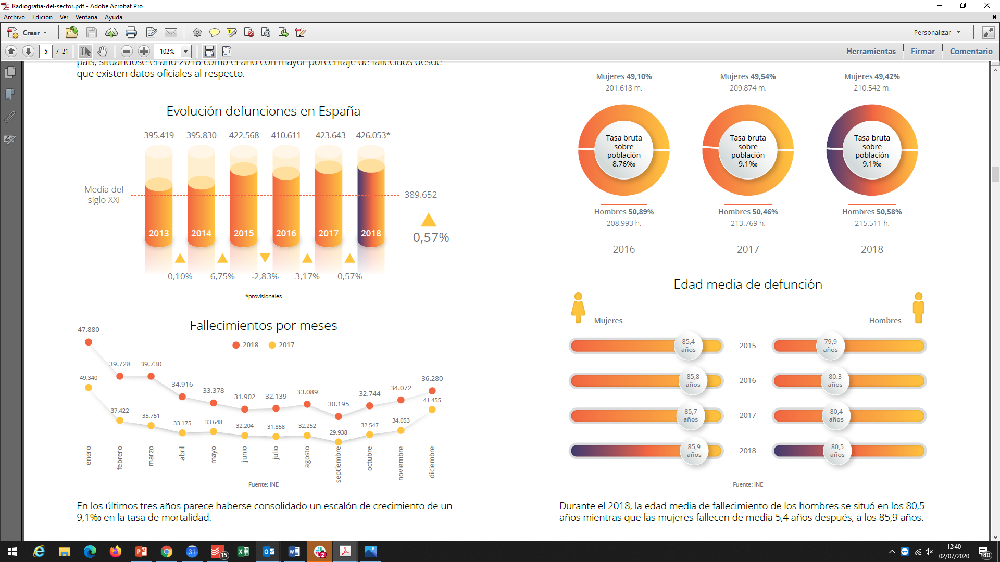 Radiografía-del-sector.pdf - Adobe Acrobat Pro
Archivo Edición Ver Ventana Ayuda
Crear
Personalizar
5 / 21
102%
Herramientas Firmar Comentario
país, situándose el año 2018 como el año con mayor porcentaje de fallecidos desde
que existen datos oficiales al respecto.
Evolución defunciones en España
395.419 395.830 422.568 410.611 423.643 426.053*
Media del
siglo XXI
389.652
2013 2014 2015 2016 2017 2018
0,57%
0,10% 6,75% -2,83% 3,17% 0,57%
*provisionales
Fallecimientos por meses
2018 2017
47.880
39.728 39.730
34.916
33.378
31.902 32.139
33.089
30.195
32.744
34.072
36.280
49.340
37.422
35.751
33.175 33.648
32.204 31.858 32.252
29.938
32.547
34.053
41.455
enero
febrero
marzo
abril
mayo
junio
julio
agosto
septiembre
octubre
noviembre
diciembre
Fuente: INE
En los últimos tres años parece haberse consolidado un escalón de crecimiento de un
9,1‰ en la tasa de mortalidad.
Mujeres 49,10% Mujeres 49,54% Mujeres 49,42%
201.618 m. 209.874 m. 210.542 m.
Tasa bruta
sobre
población
8,76‰
Tasa bruta
sobre
población
9,1‰
Tasa bruta
sobre
población
9,1‰
Hombres 50,89% Hombres 50,46% Hombres 50,58%
208.993 h. 213.769 h. 215.511 h.
2016 2017 2018
Edad media de defunción
Mujeres Hombres
85,4
años
2015
79,9
años
85,8
años
2016
80.3
años
85,7
años
2017
80,4
años
85,9
años
2018
80,5
años
Fuente: INE
Durante el 2018, la edad media de fallecimiento de los hombres se situó en los 80,5
años mientras que las mujeres fallecen de media 5,4 años después, a los 85,9 años.
31
15
2
12:40
02/07/2020
40